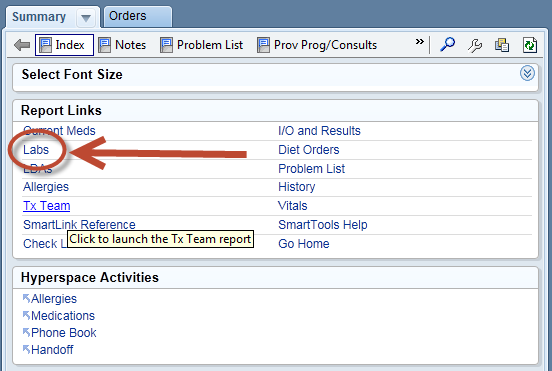 Summary Orders
Index Notes Problem List Prov Prog/Consults »
Select Font Size
Report Links
Current Meds I/O and Results
Labs Diet Orders
LDAs Problem List
Allergies History
Tx Team Vitals
SmartLink Reference SmartTools Help
Check L Go Home
Click to launch the Tx Team report
Hyperspace Activities
Allergies
Medications
Phone Book
Handoff